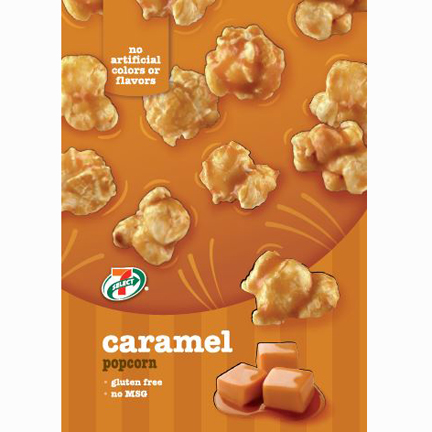 no
artificial
colors or
flavors
7
SELECT
®
caramel
popcorn
• gluten free
• no MSG